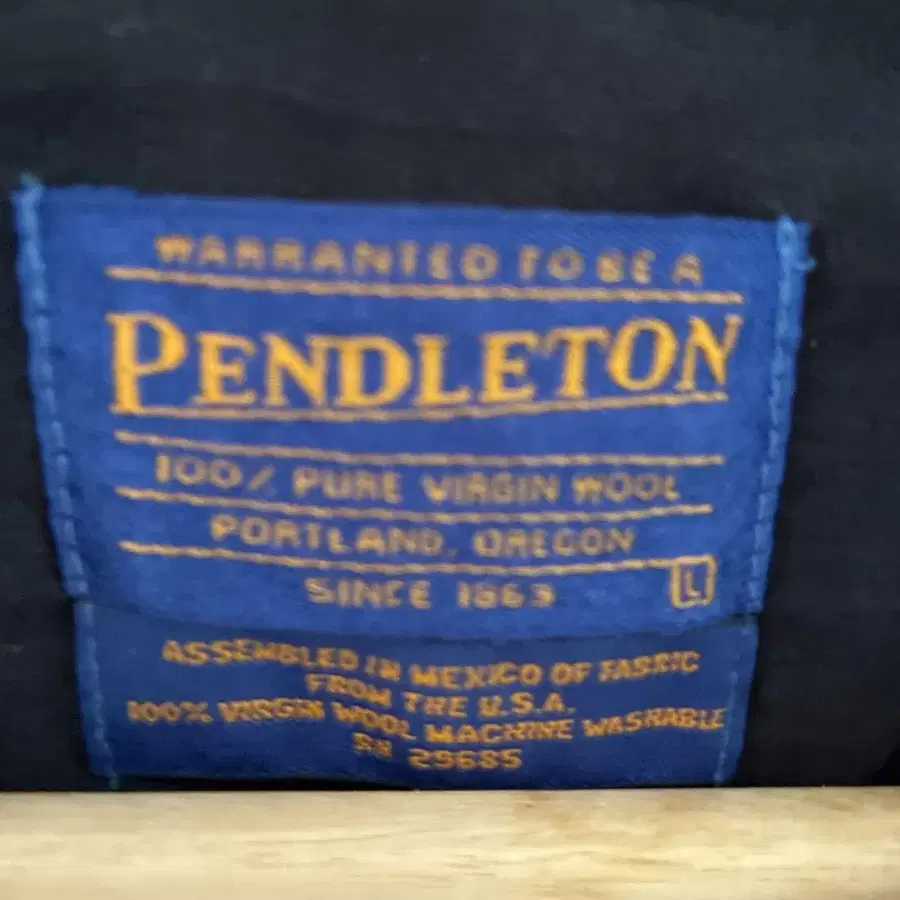 WARRANTED TO BE A
PENDLETON
100% PURE VIRGIN WOOL
PORTLAND, OREGON
SINCE 1863
L
ASSEMBLED IN MEXICO OF FABRIC
FROM THE U.S.A.
100% VIRGIN WOOL MACHINE WASHABLE
RN 29685